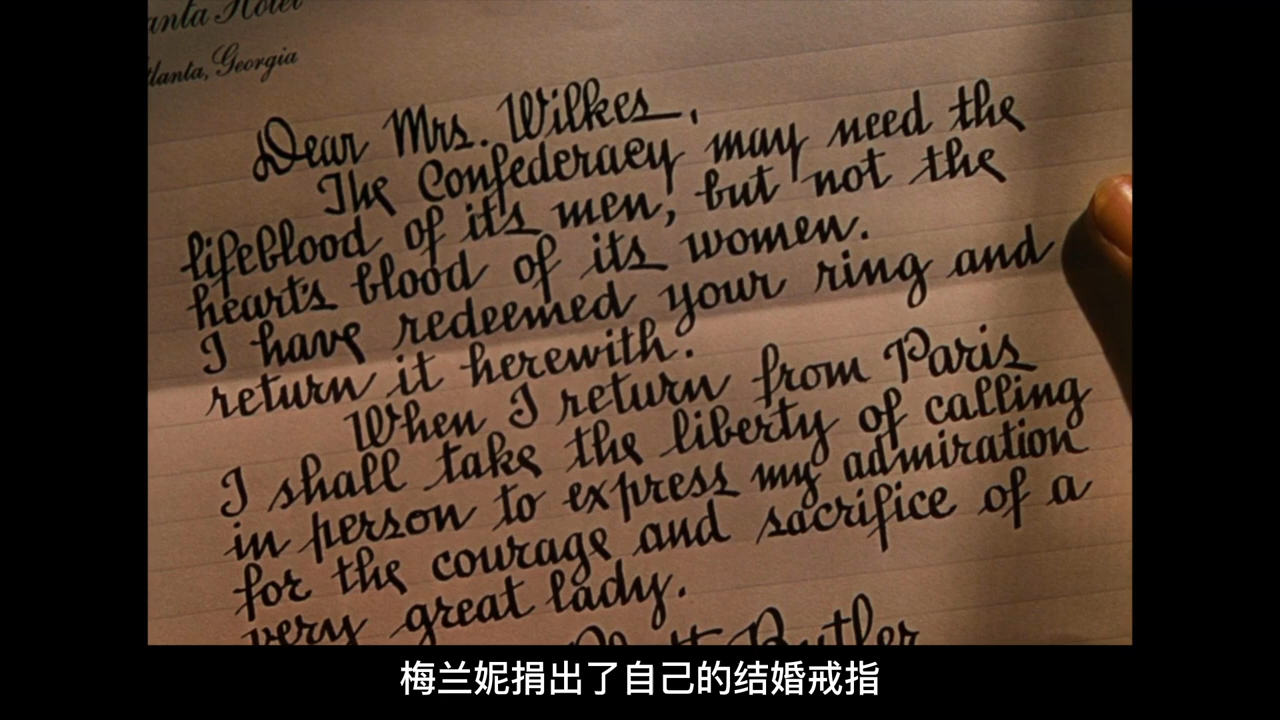 anta Hotel
tlanta, Georgia
Dear Mrs. Wilkes,
The Confederacy may need the
lifeblood of its men, but not the
heart's blood of its women.
I have redeemed your ring and
return it herewith.
When I return from Paris
I shall take the liberty of calling
in person to express my admiration
for the courage and sacrifice of a
very great lady.
Rhett Butler
梅兰妮捐出了自己的结婚戒指